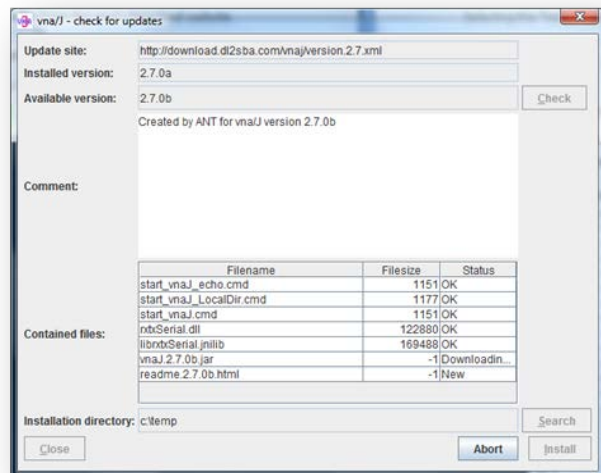 vna/J - check for updates
Update site: http://download.dl2sba.com/vnaj/version.2.7.xml
Installed version: 2.7.0a
Available version: 2.7.0b Check
Created by ANT for vna/J version 2.7.0b
Comment:
Filename Filesize Status
start_vnaJ_echo.cmd 1151 OK
start_vnaJ_LocalDir.cmd 1177 OK
start_vnaJ.cmd 1151 OK
rxtxSerial.dll 122880 OK
Contained files:
librxtxSerial.jnilib 169488 OK
vnaJ.2.7.0b.jar -1 Downloadin...
readme.2.7.0b.html -1 New
Installation directory: c:\temp Search
Close Abort Install